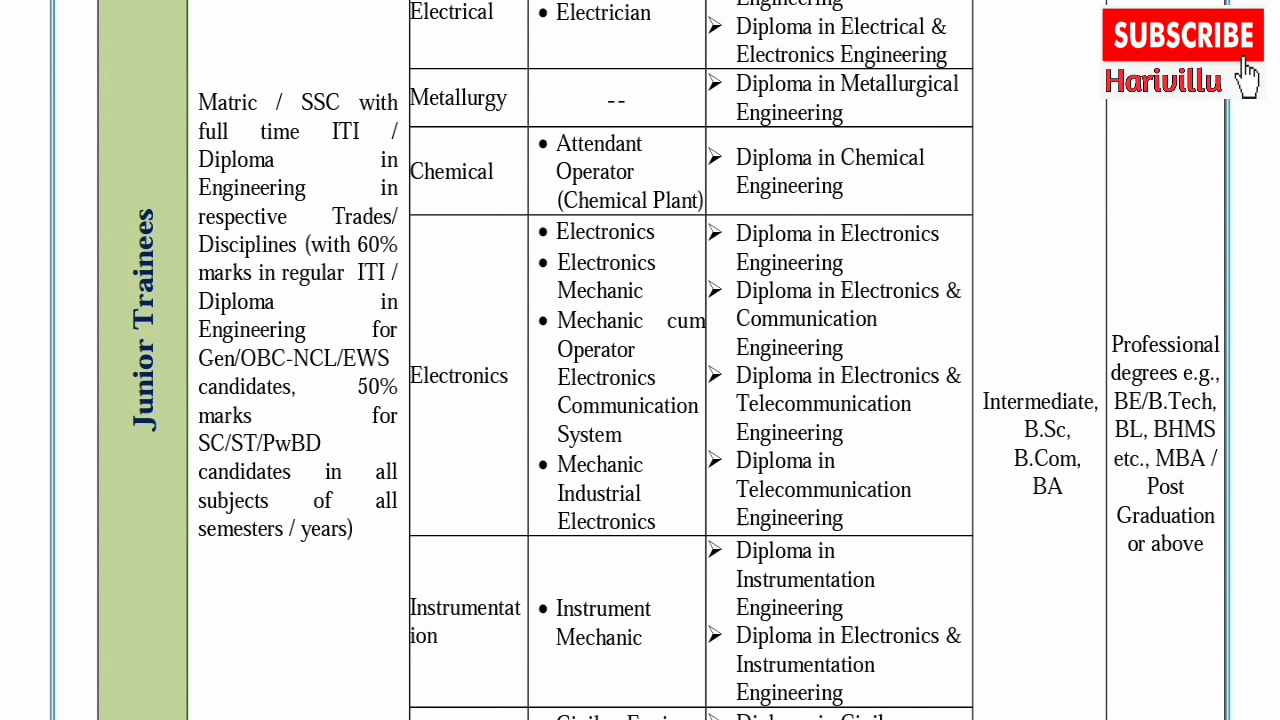 Junior Trainees
Matric / SSC with
full time ITI /
Diploma in
Engineering in
respective Trades/
Disciplines (with 60%
marks in regular ITI /
Diploma in
Engineering for
Gen/OBC-NCL/EWS
candidates, 50%
marks for
SC/ST/PwBD
candidates in all
subjects of all
semesters / years)
Electrical
• Electrician
Engineering
➢ Diploma in Electrical &
Electronics Engineering
Metallurgy
--
➢ Diploma in Metallurgical
Engineering
Chemical
• Attendant
Operator
(Chemical Plant)
➢ Diploma in Chemical
Engineering
Electronics
• Electronics
• Electronics
Mechanic
• Mechanic cum
Operator
Electronics
Communication
System
• Mechanic
Industrial
Electronics
➢ Diploma in Electronics
Engineering
➢ Diploma in Electronics &
Communication
Engineering
➢ Diploma in Electronics &
Telecommunication
Engineering
➢ Diploma in
Telecommunication
Engineering
Instrumentat
ion
• Instrument
Mechanic
➢ Diploma in
Instrumentation
Engineering
➢ Diploma in Electronics &
Instrumentation
Engineering
➢ Diploma in Civil
Intermediate,
B.Sc,
B.Com,
BA
Professional
degrees e.g.,
BE/B.Tech,
BL, BHMS
etc., MBA /
Post
Graduation
or above
SUBSCRIBE
Harivillu